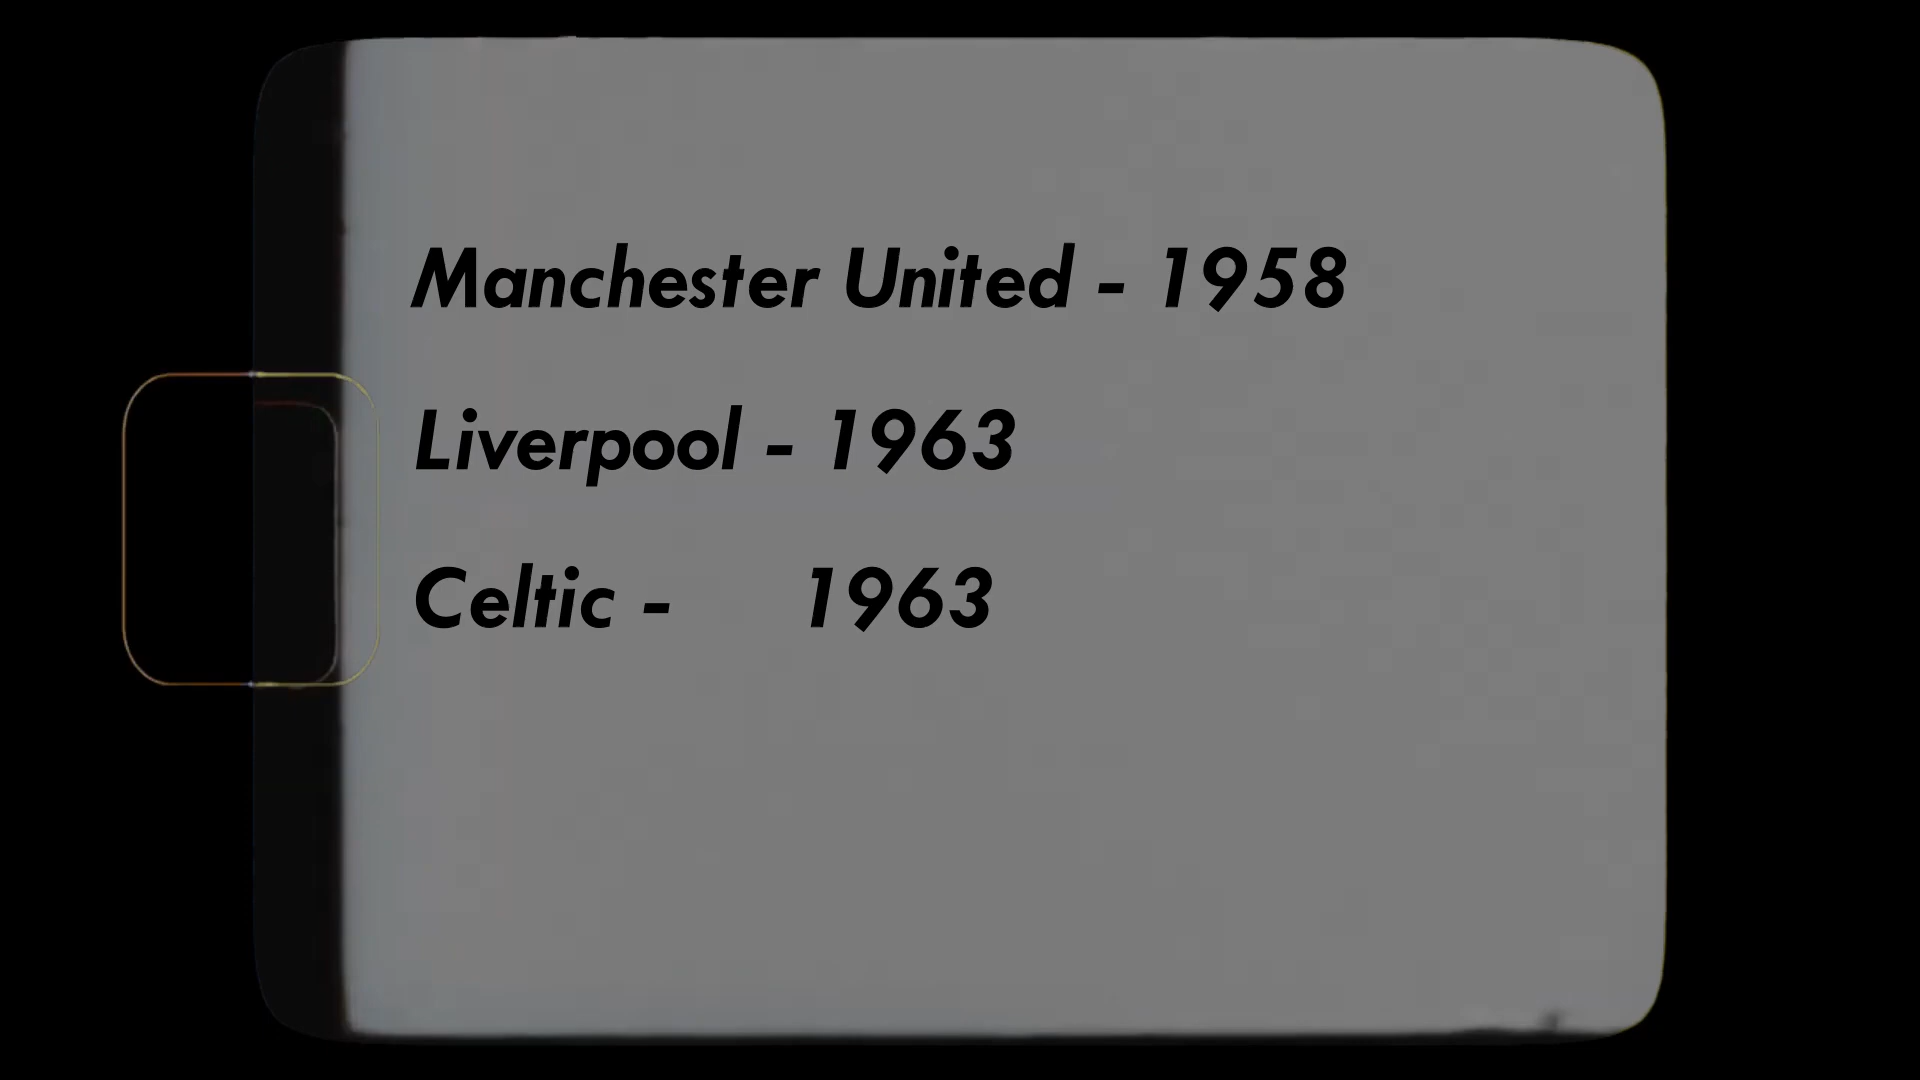 Manchester United - 1958
Liverpool - 1963
Celtic - 1963